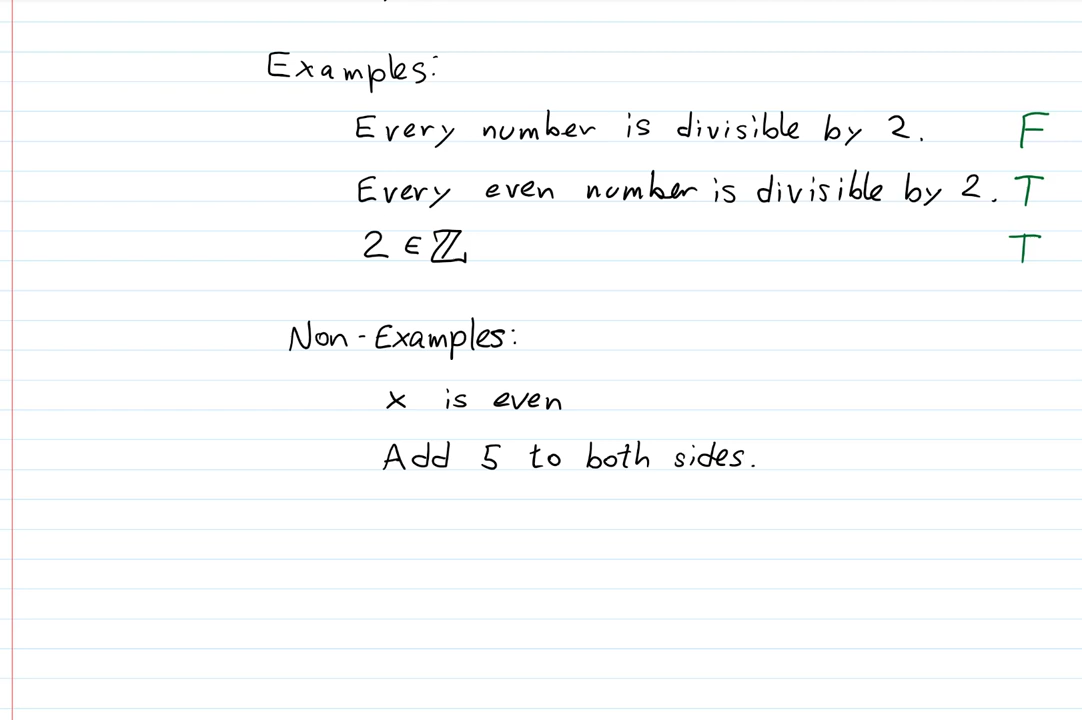 Examples:
Every number is divisible by 2. F
Every even number is divisible by 2. T
2 ∈ ℤ T
Non-Examples:
x is even
Add 5 to both sides.